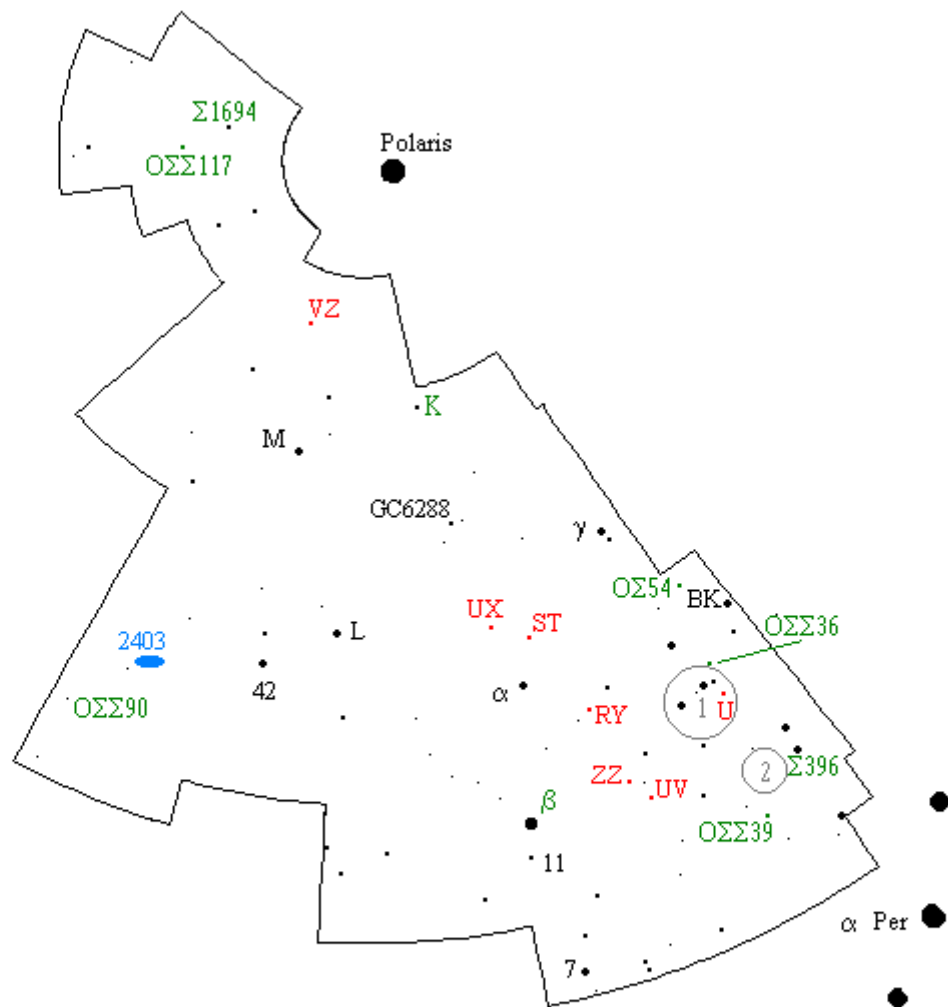 Σ1694
Polaris
ΟΣΣ117
VZ
K
M
GC6288
γ
ΟΣ54
BK
UX
ST
ΟΣΣ36
2403
L
42
α
ΟΣΣ90
RY
1
U
ZZ
UV
2
Σ396
β
ΟΣΣ39
11
α Per
7